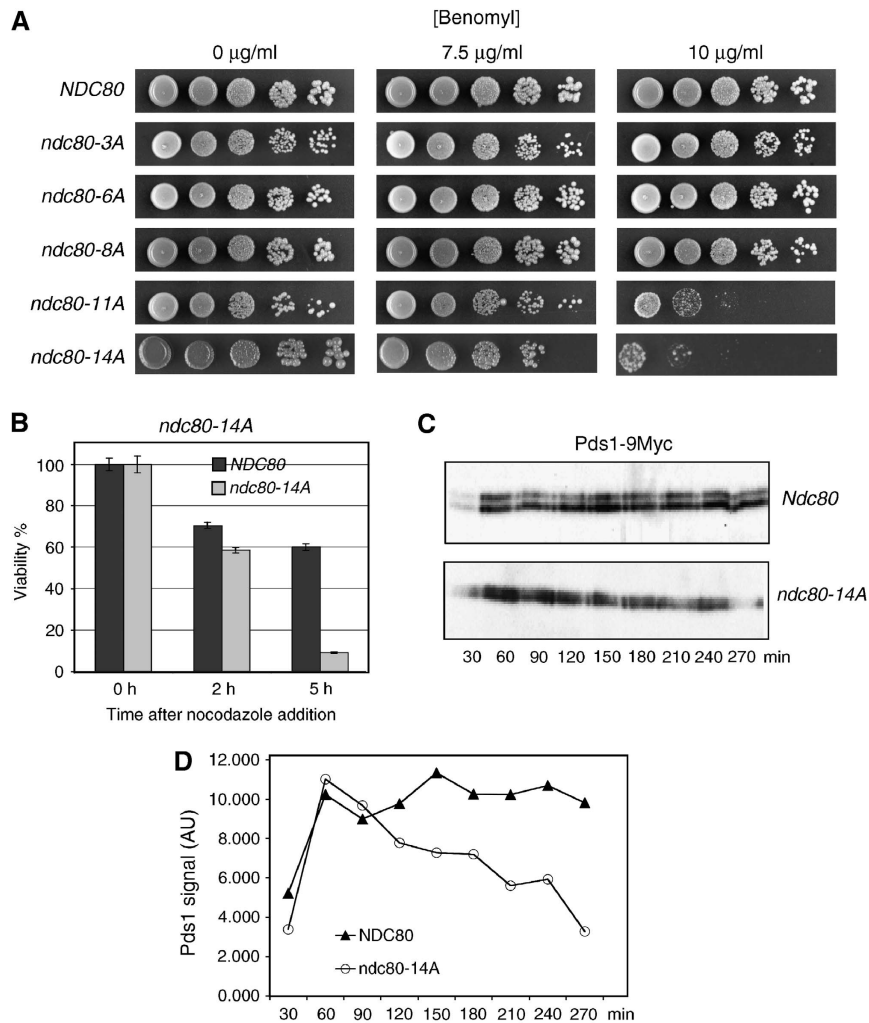 A
[Benomyl]
0 µg/ml 7.5 µg/ml 10 µg/ml
NDC80
ndc80-3A
ndc80-6A
ndc80-8A
ndc80-11A
ndc80-14A
B
ndc80-14A
NDC80
ndc80-14A
Viability %
100
80
60
40
20
0
0 h 2 h 5 h
Time after nocodazole addition
C
Pds1-9Myc
Ndc80
ndc80-14A
30 60 90 120 150 180 210 240 270 min
D
Pds1 signal (AU)
12.000
10.000
8.000
6.000
4.000
2.000
0.000
NDC80
ndc80-14A
30 60 90 120 150 180 210 240 270 min